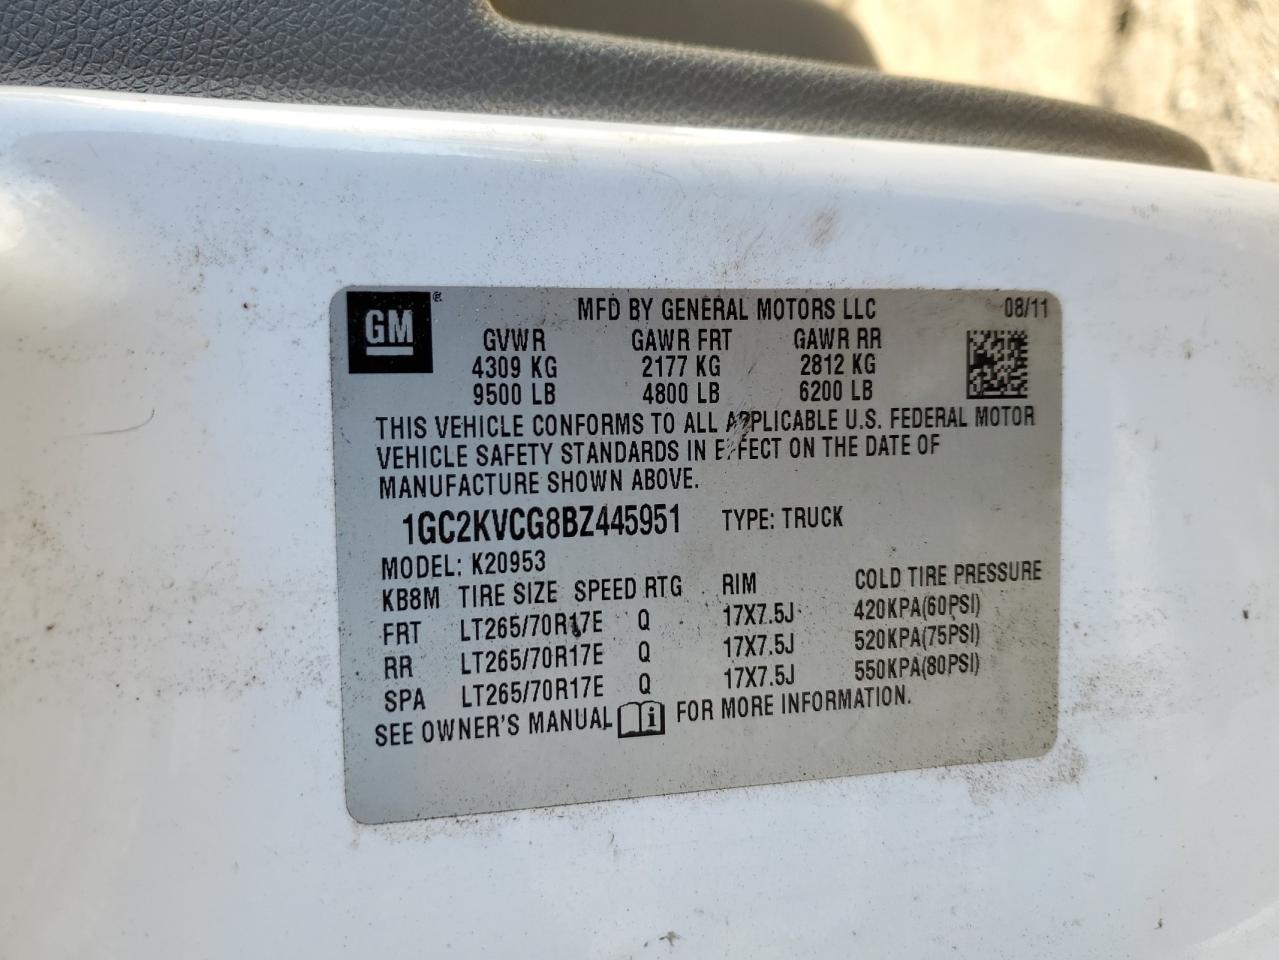 GM ®
MFD BY GENERAL MOTORS LLC 08/11
GVWR GAWR FRT GAWR RR
4309 KG 2177 KG 2812 KG
9500 LB 4800 LB 6200 LB
THIS VEHICLE CONFORMS TO ALL APPLICABLE U.S. FEDERAL MOTOR
VEHICLE SAFETY STANDARDS IN EFFECT ON THE DATE OF
MANUFACTURE SHOWN ABOVE.
1GC2KVCG8BZ445951 TYPE: TRUCK
MODEL: K20953
KB8M TIRE SIZE SPEED RTG RIM COLD TIRE PRESSURE
FRT LT265/70R17E Q 17X7.5J 420KPA(60PSI)
RR LT265/70R17E Q 17X7.5J 520KPA(75PSI)
SPA LT265/70R17E Q 17X7.5J 550KPA(80PSI)
SEE OWNER'S MANUAL i FOR MORE INFORMATION.